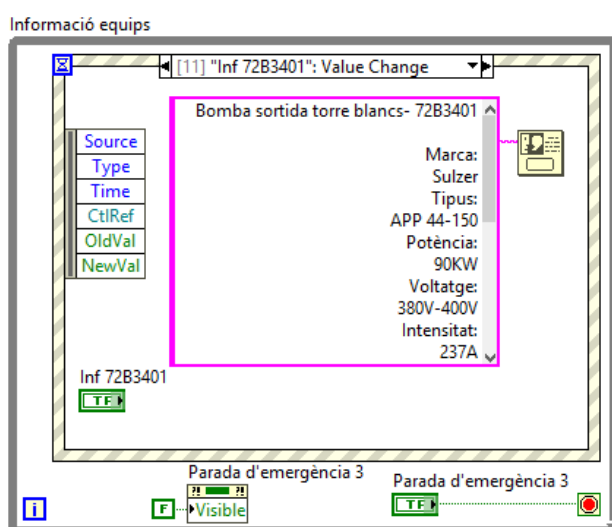 Informació equips
[11] "Inf 72B3401": Value Change
Bomba sortida torre blancs- 72B3401
Marca:
Sulzer
Tipus:
APP 44-150
Potència:
90KW
Voltatge:
380V-400V
Intensitat:
237A
Source
Type
Time
CtlRef
OldVal
NewVal
Inf 72B3401
TF
Parada d'emergència 3
?! ?!
F
Visible
Parada d'emergència 3
TF
i